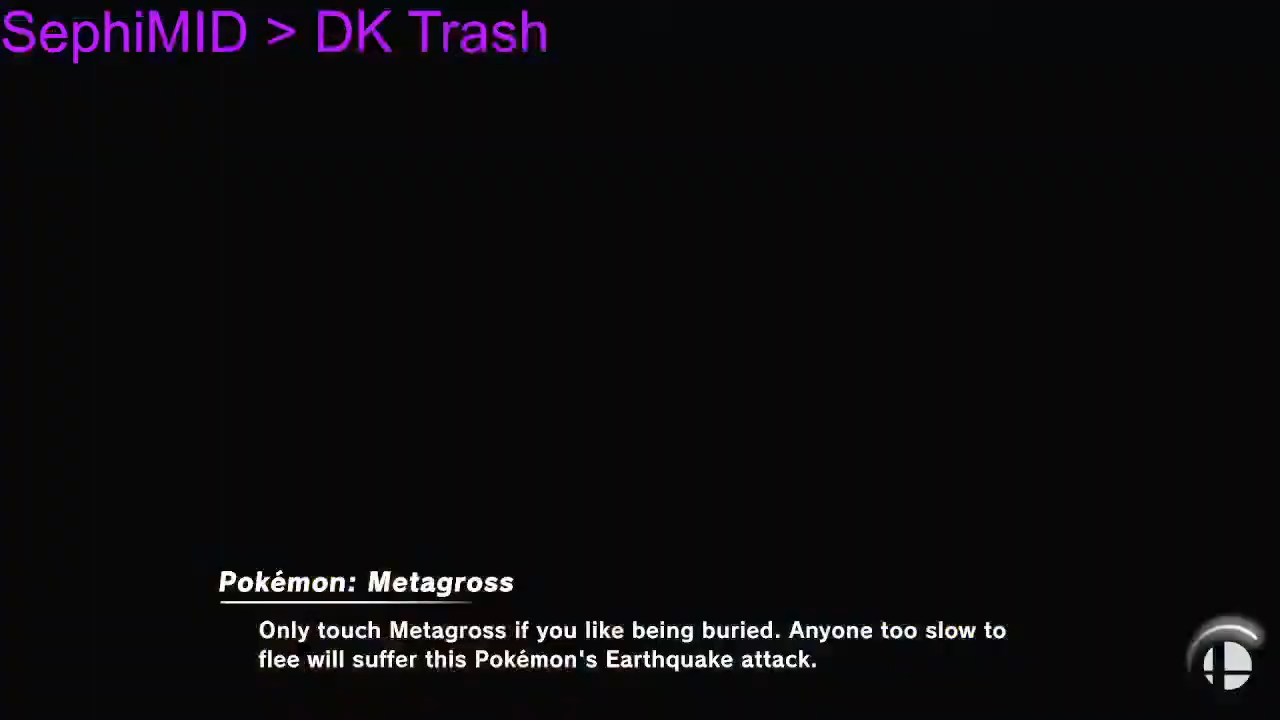 SephiMID > DK Trash
Pokémon: Metagross
Only touch Metagross if you like being buried. Anyone too slow to
flee will suffer this Pokémon's Earthquake attack.